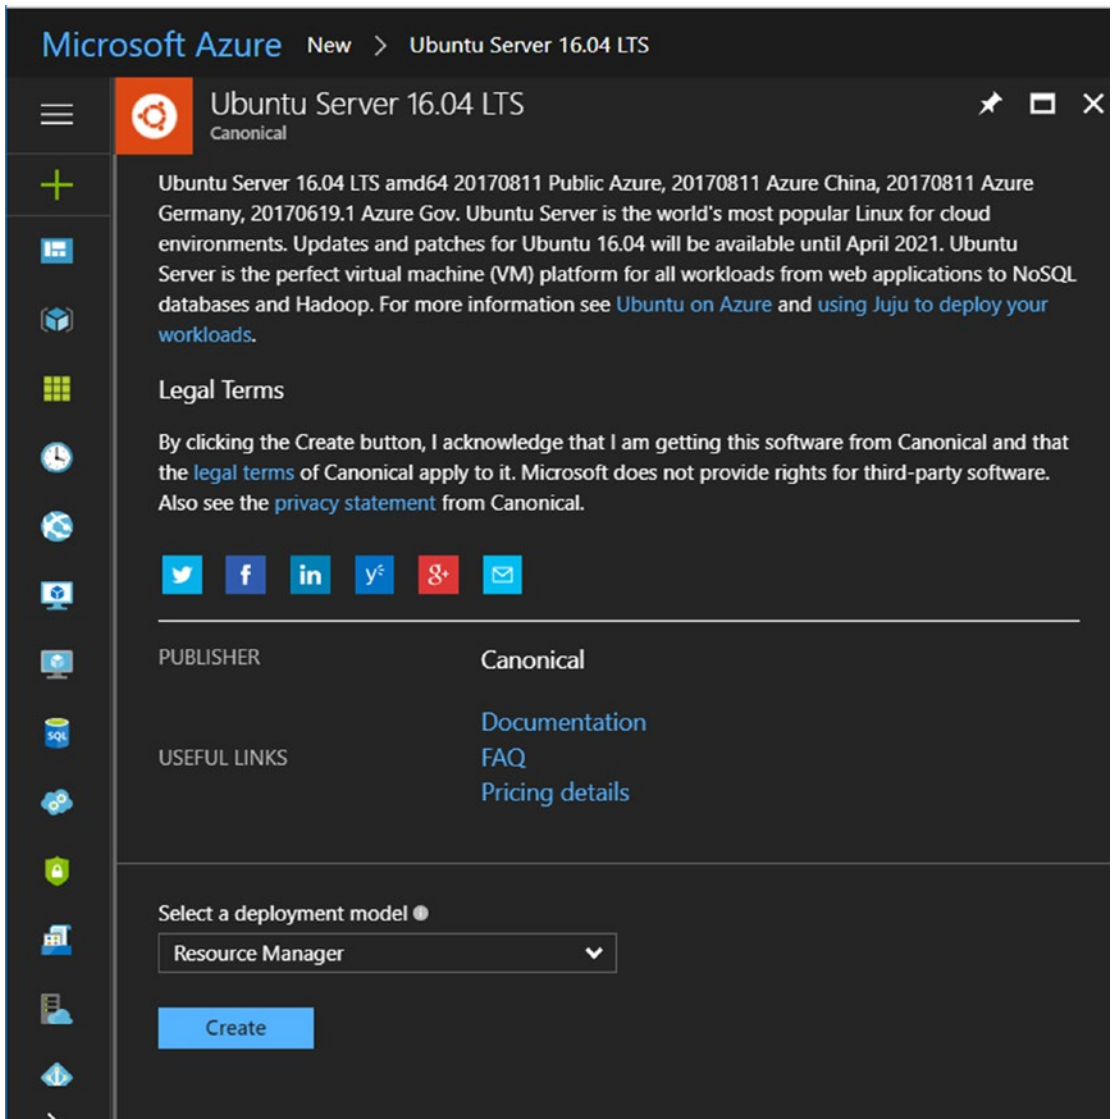 Microsoft Azure New > Ubuntu Server 16.04 LTS
Ubuntu Server 16.04 LTS
Canonical
Ubuntu Server 16.04 LTS amd64 20170811 Public Azure, 20170811 Azure China, 20170811 Azure
Germany, 20170619.1 Azure Gov. Ubuntu Server is the world's most popular Linux for cloud
environments. Updates and patches for Ubuntu 16.04 will be available until April 2021. Ubuntu
Server is the perfect virtual machine (VM) platform for all workloads from web applications to NoSQL
databases and Hadoop. For more information see Ubuntu on Azure and using Juju to deploy your
workloads.
Legal Terms
By clicking the Create button, I acknowledge that I am getting this software from Canonical and that
the legal terms of Canonical apply to it. Microsoft does not provide rights for third-party software.
Also see the privacy statement from Canonical.
f in y 8+
PUBLISHER Canonical
SQL
Documentation
USEFUL LINKS FAQ
Pricing details
Select a deployment model
Resource Manager
Create